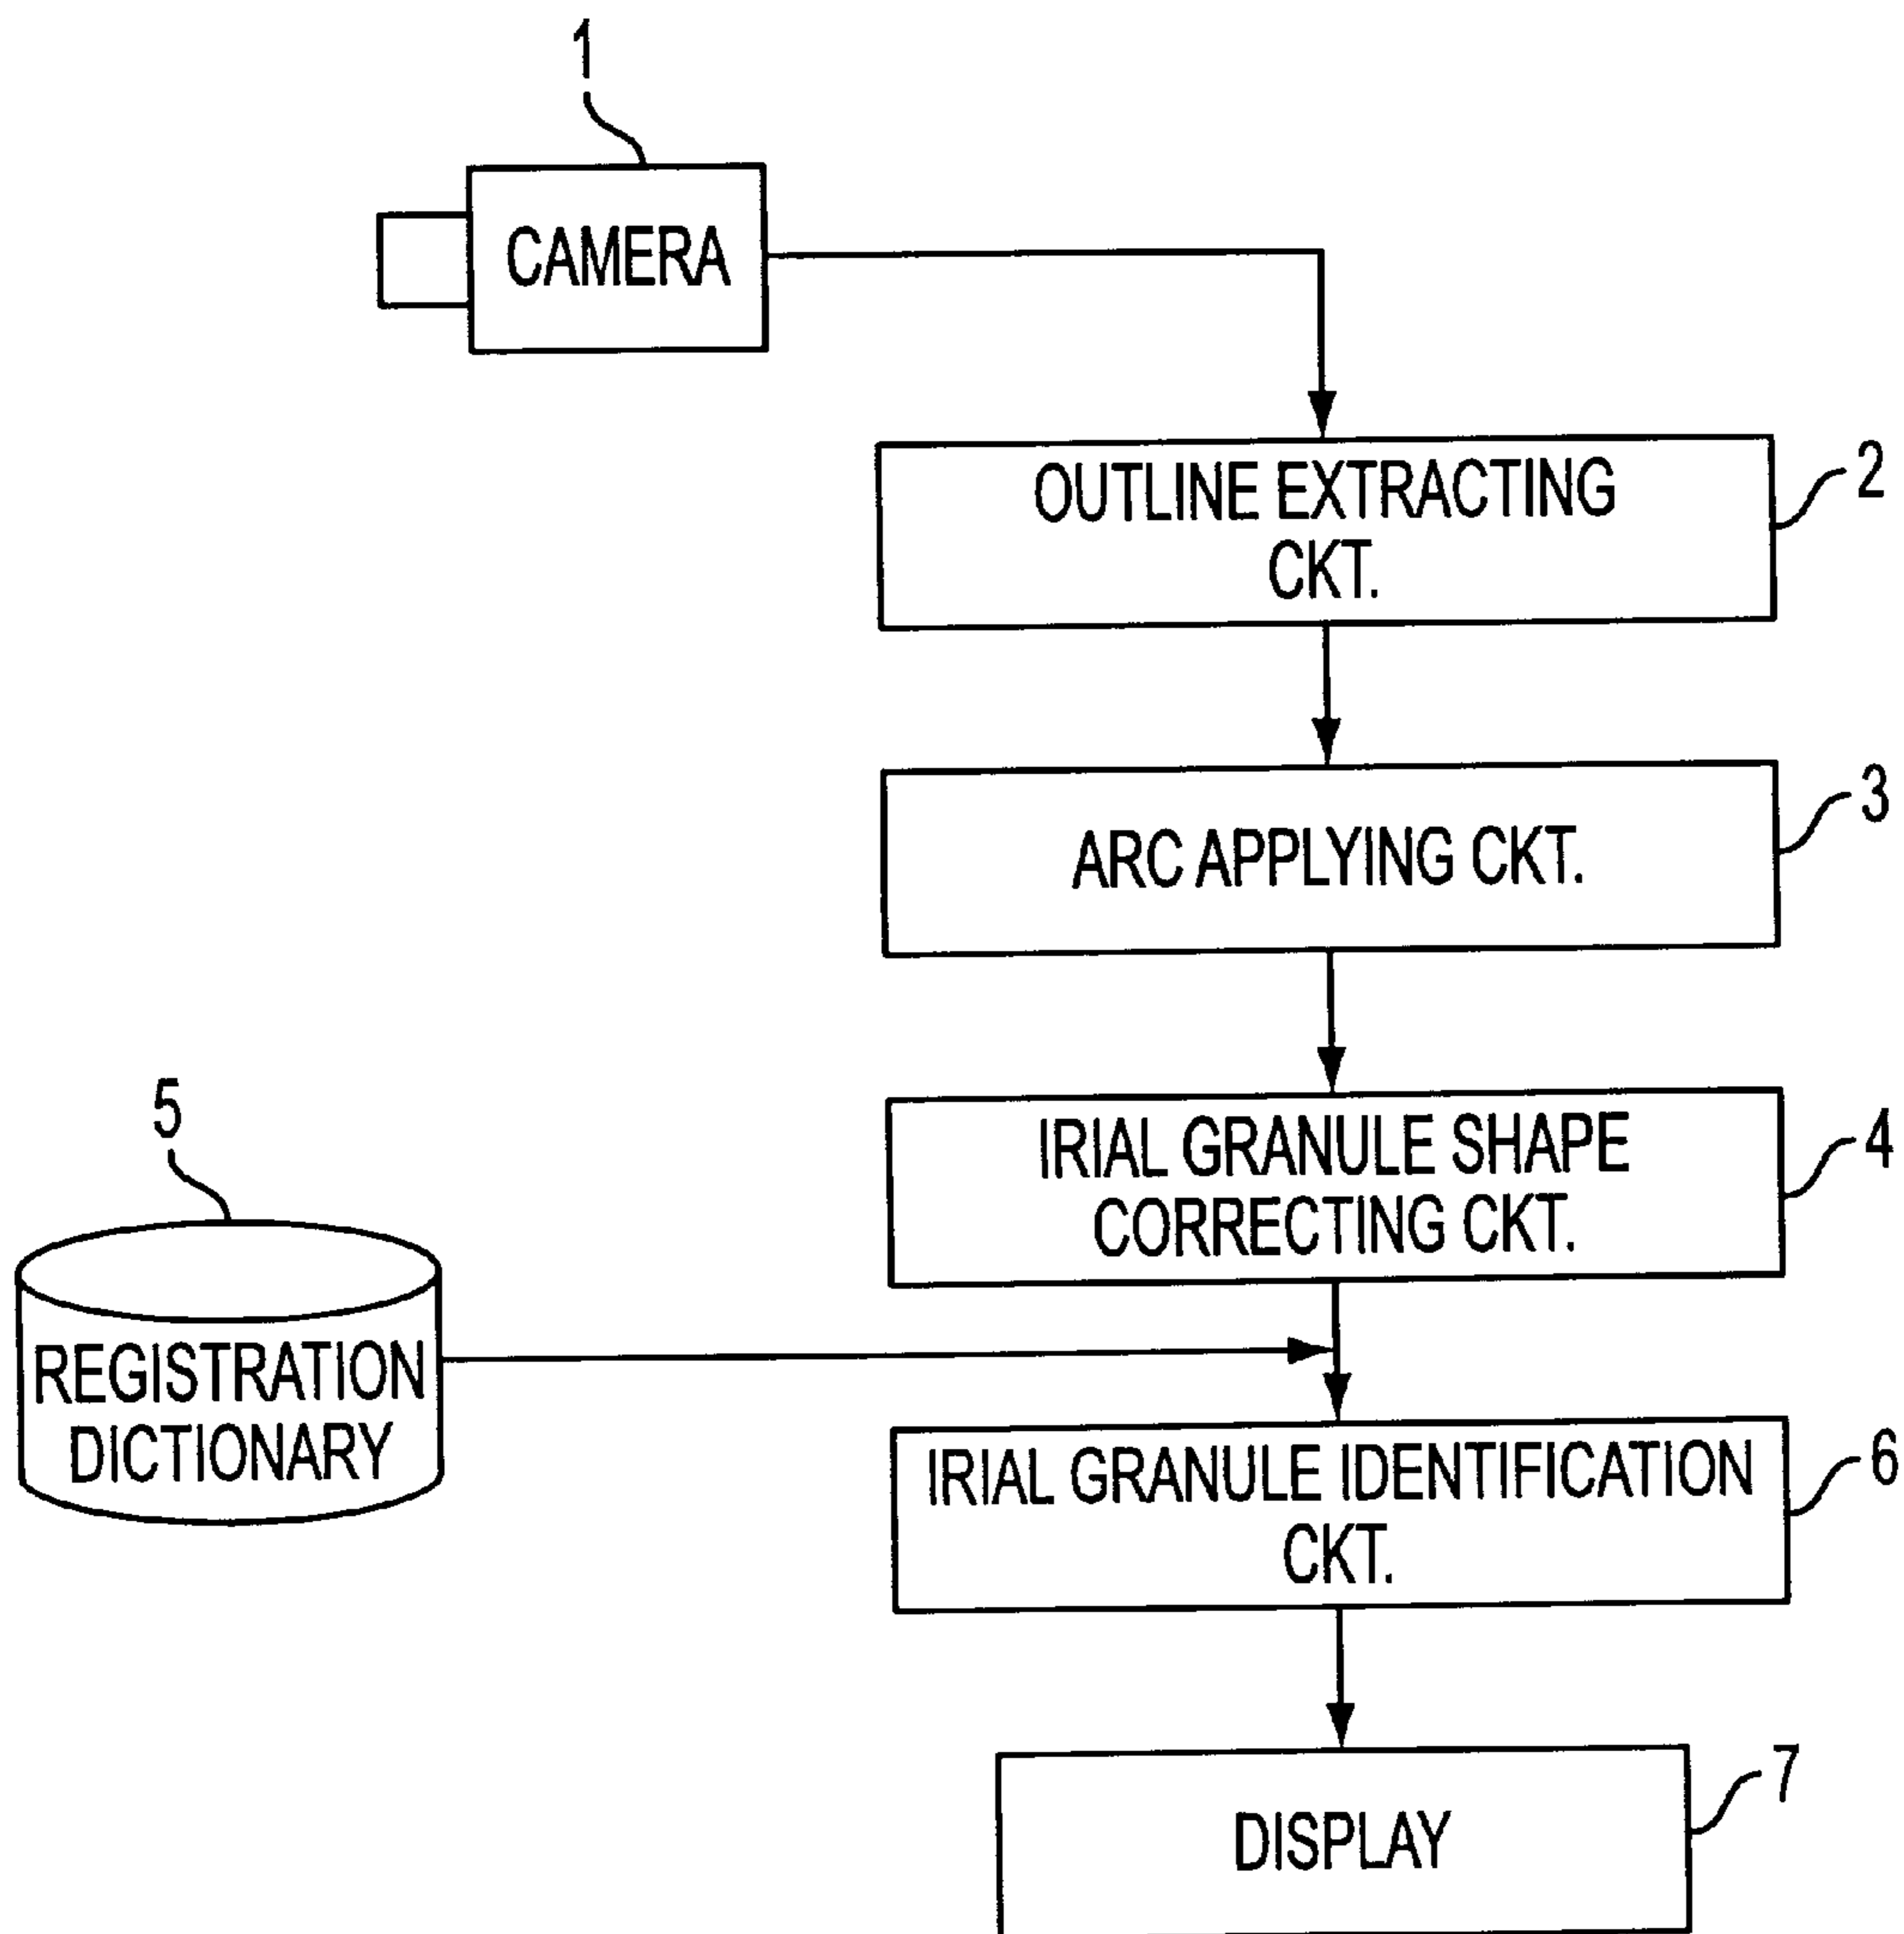 1
CAMERA
OUTLINE EXTRACTING
CKT.
2
ARC APPLYING CKT.
3
IRIAL GRANULE SHAPE
CORRECTING CKT.
4
5
REGISTRATION
DICTIONARY
IRIAL GRANULE IDENTIFICATION
CKT.
6
DISPLAY
7